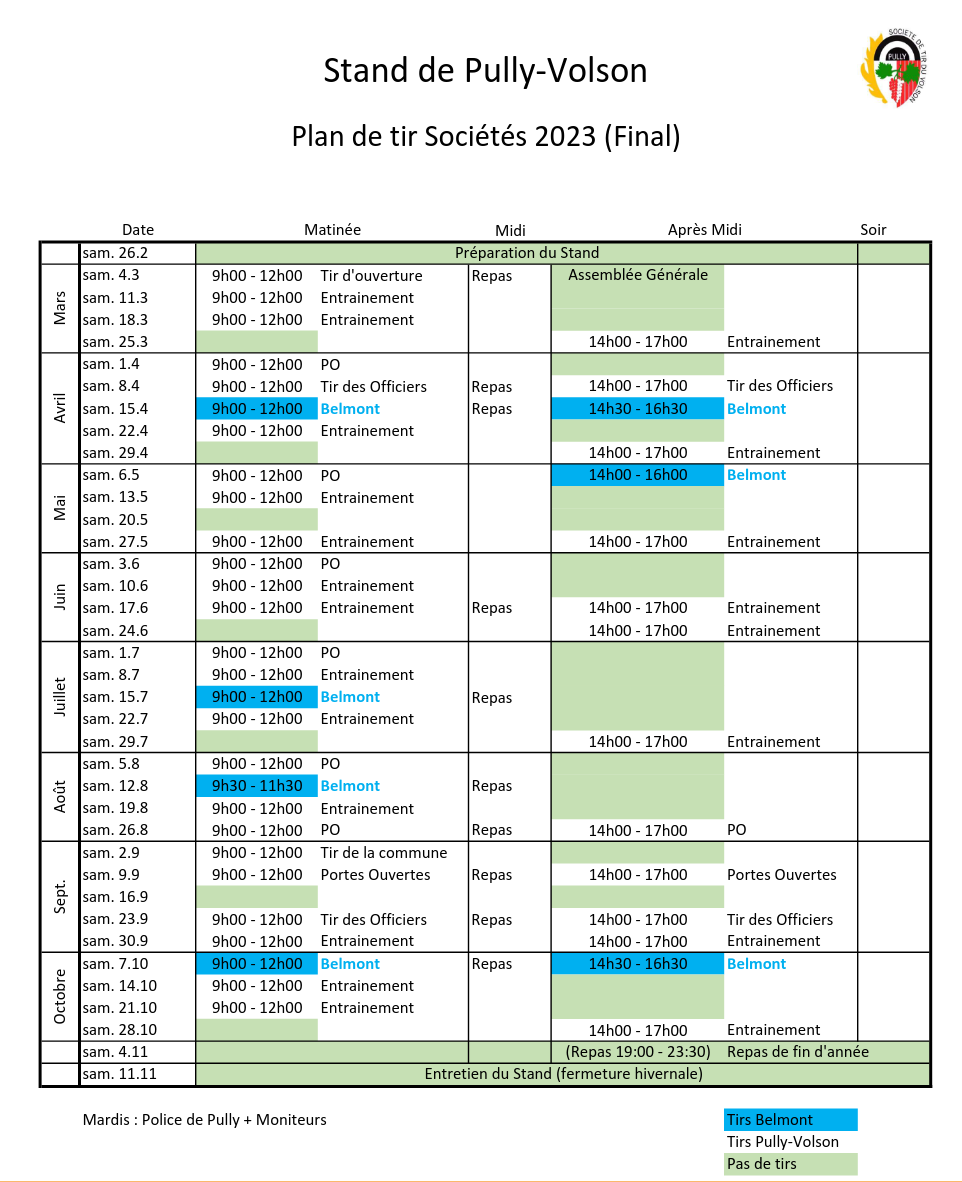 SOCIETE DE TIR DU VOLSON
PULLY
Stand de Pully-Volson
Plan de tir Sociétés 2023 (Final)
Date Matinée Midi Après Midi Soir
sam. 26.2 Préparation du Stand
Mars
sam. 4.3 9h00 - 12h00 Tir d'ouverture Repas Assemblée Générale
sam. 11.3 9h00 - 12h00 Entrainement
sam. 18.3 9h00 - 12h00 Entrainement
sam. 25.3 14h00 - 17h00 Entrainement
Avril
sam. 1.4 9h00 - 12h00 PO
sam. 8.4 9h00 - 12h00 Tir des Officiers Repas 14h00 - 17h00 Tir des Officiers
sam. 15.4 9h00 - 12h00 Belmont Repas 14h30 - 16h30 Belmont
sam. 22.4 9h00 - 12h00 Entrainement
sam. 29.4 14h00 - 17h00 Entrainement
Mai
sam. 6.5 9h00 - 12h00 PO 14h00 - 16h00 Belmont
sam. 13.5 9h00 - 12h00 Entrainement
sam. 20.5
sam. 27.5 9h00 - 12h00 Entrainement 14h00 - 17h00 Entrainement
Juin
sam. 3.6 9h00 - 12h00 PO
sam. 10.6 9h00 - 12h00 Entrainement
sam. 17.6 9h00 - 12h00 Entrainement Repas 14h00 - 17h00 Entrainement
sam. 24.6 14h00 - 17h00 Entrainement
Juillet
sam. 1.7 9h00 - 12h00 PO
sam. 8.7 9h00 - 12h00 Entrainement
sam. 15.7 9h00 - 12h00 Belmont Repas
sam. 22.7 9h00 - 12h00 Entrainement
sam. 29.7 14h00 - 17h00 Entrainement
Août
sam. 5.8 9h00 - 12h00 PO
sam. 12.8 9h30 - 11h30 Belmont Repas
sam. 19.8 9h00 - 12h00 Entrainement
sam. 26.8 9h00 - 12h00 PO Repas 14h00 - 17h00 PO
Sept.
sam. 2.9 9h00 - 12h00 Tir de la commune
sam. 9.9 9h00 - 12h00 Portes Ouvertes Repas 14h00 - 17h00 Portes Ouvertes
sam. 16.9
sam. 23.9 9h00 - 12h00 Tir des Officiers Repas 14h00 - 17h00 Tir des Officiers
sam. 30.9 9h00 - 12h00 Entrainement 14h00 - 17h00 Entrainement
Octobre
sam. 7.10 9h00 - 12h00 Belmont Repas 14h30 - 16h30 Belmont
sam. 14.10 9h00 - 12h00 Entrainement
sam. 21.10 9h00 - 12h00 Entrainement
sam. 28.10 14h00 - 17h00 Entrainement
sam. 4.11 (Repas 19:00 - 23:30) Repas de fin d'année
sam. 11.11 Entretien du Stand (fermeture hivernale)
Mardis : Police de Pully + Moniteurs
Tirs Belmont
Tirs Pully-Volson
Pas de tirs